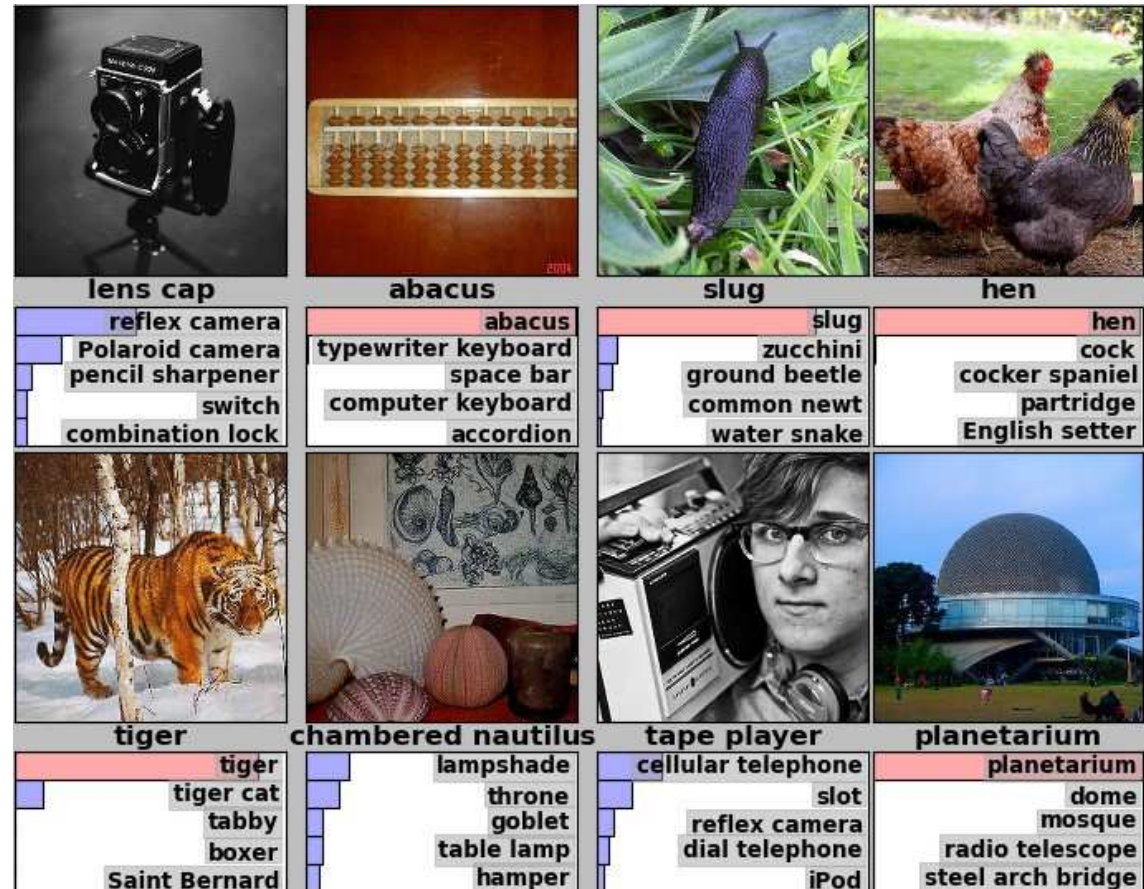 2004
lens cap
abacus
slug
hen
reflex camera
Polaroid camera
pencil sharpener
switch
combination lock
abacus
typewriter keyboard
space bar
computer keyboard
accordion
slug
zucchini
ground beetle
common newt
water snake
hen
cock
cocker spaniel
partridge
English setter
tiger
chambered nautilus
tape player
planetarium
tiger
tiger cat
tabby
boxer
Saint Bernard
lampshade
throne
goblet
table lamp
hamper
cellular telephone
slot
reflex camera
dial telephone
iPod
planetarium
dome
mosque
radio telescope
steel arch bridge